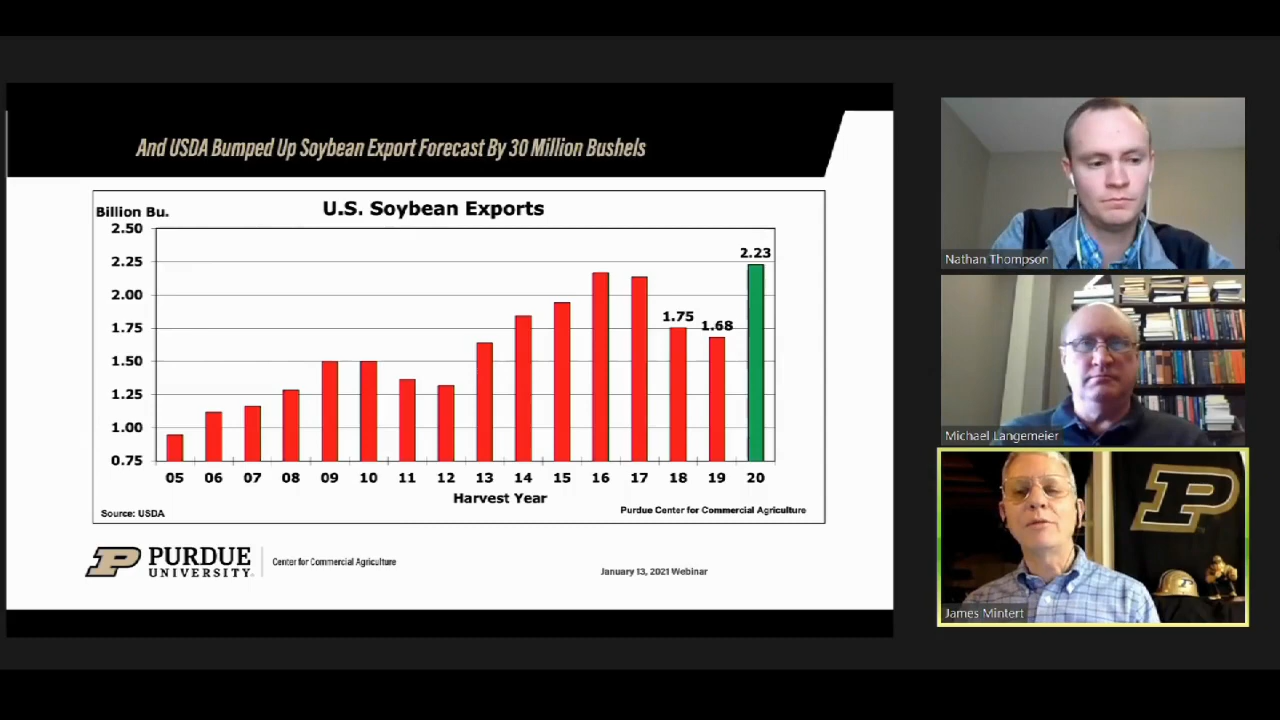 And USDA Bumped Up Soybean Export Forecast By 30 Million Bushels
Billion Bu.
U.S. Soybean Exports
2.50
2.25
2.00
1.75
1.50
1.25
1.00
0.75
1.75
1.68
2.23
05 06 07 08 09 10 11 12 13 14 15 16 17 18 19 20
Harvest Year
Source: USDA
Purdue Center for Commercial Agriculture
P PURDUE
UNIVERSITY
Center for Commercial Agriculture
January 13, 2021 Webinar
Nathan Thompson
Michael Langemeier
P
James Mintert